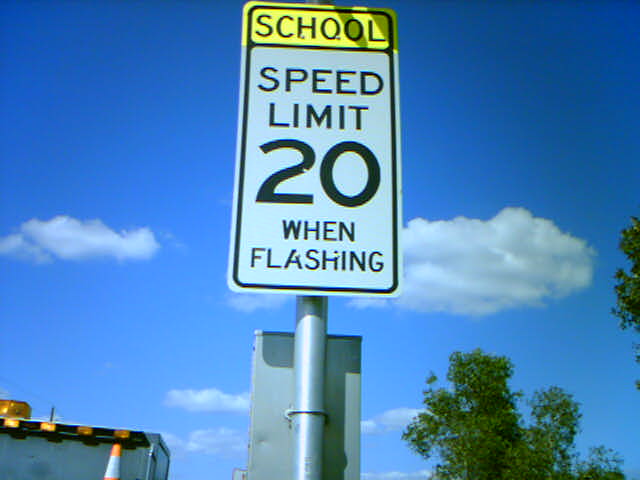 SCHOOL
SPEED
LIMIT
20
WHEN
FLASHING